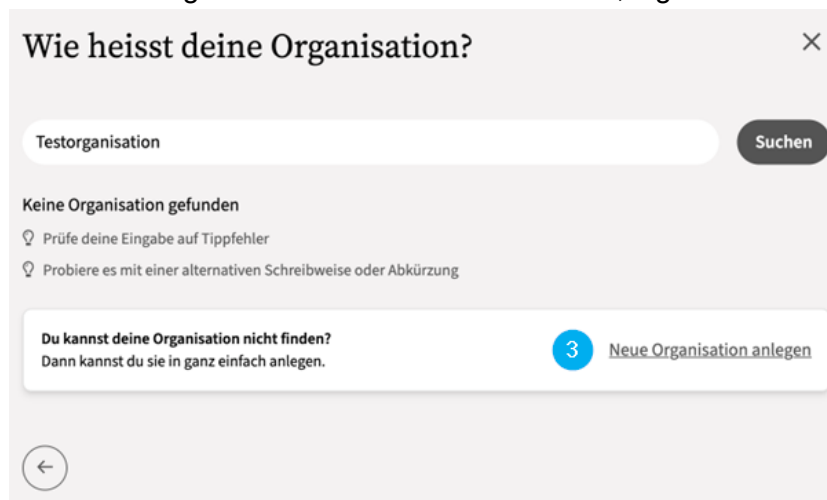 Wie heisst deine Organisation?
Testorganisation
Suchen
Keine Organisation gefunden
Prüfe deine Eingabe auf Tippfehler
Probiere es mit einer alternativen Schreibweise oder Abkürzung
Du kannst deine Organisation nicht finden?
Dann kannst du sie in ganz einfach anlegen.
3 Neue Organisation anlegen